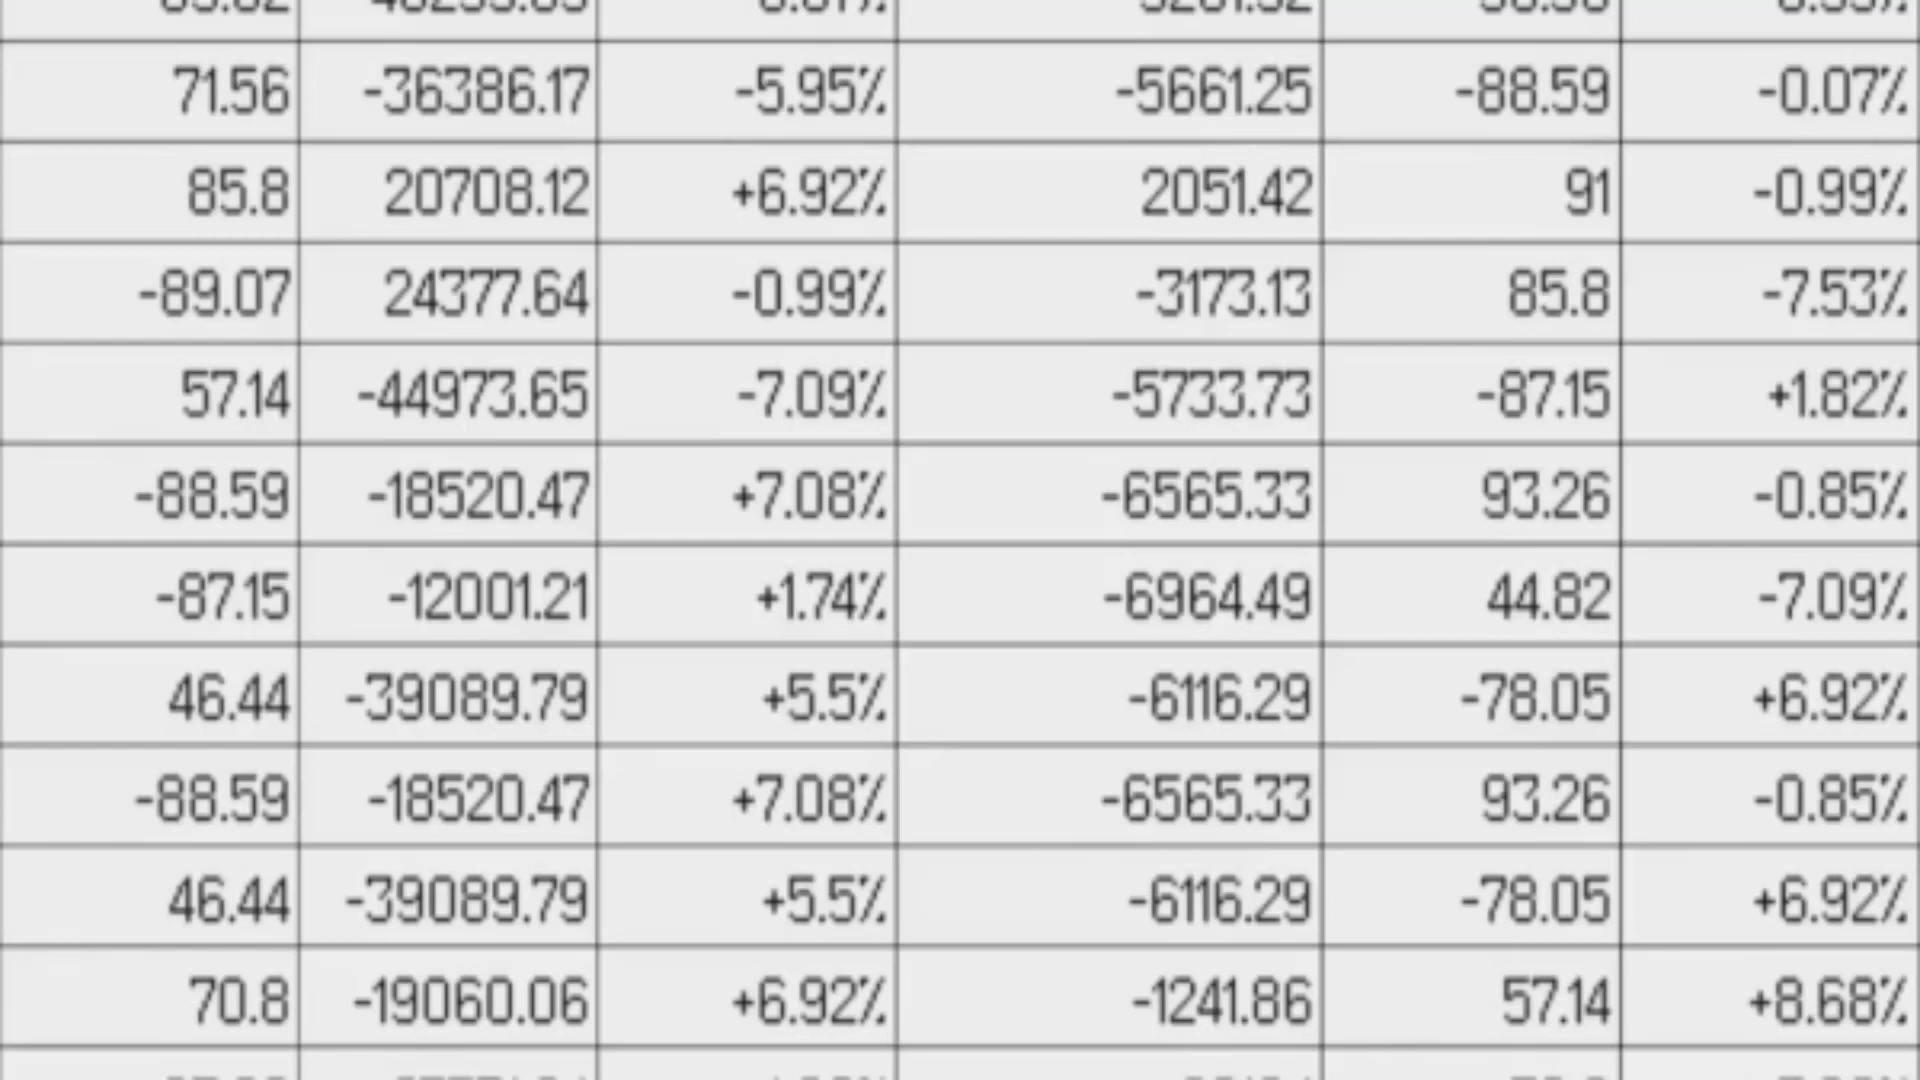 71.56 -36386.17 -5.95% -5661.25 -88.59 -0.07%
85.8 20708.12 +6.92% 2051.42 91 -0.99%
-89.07 24377.64 -0.99% -3173.13 85.8 -7.53%
57.14 -44973.65 -7.09% -5733.73 -87.15 +1.82%
-88.59 -18520.47 +7.08% -6565.33 93.26 -0.85%
-87.15 -12001.21 +1.74% -6964.49 44.82 -7.09%
46.44 -39089.79 +5.5% -6116.29 -78.05 +6.92%
-88.59 -18520.47 +7.08% -6565.33 93.26 -0.85%
46.44 -39089.79 +5.5% -6116.29 -78.05 +6.92%
70.8 -19060.06 +6.92% -1241.86 57.14 +8.68%